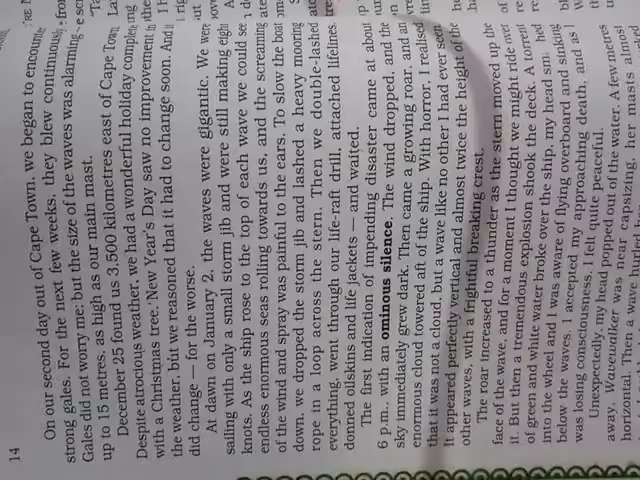 14
On our second day out of Cape Town, we began to encounte
strong gales. For the next few weeks, they blew continuously.
Gales did not worry me; but the size of the waves was alarming
up to 15 metres, as high as our main mast.
December 25 found us 3,500 kilometres east of Cape Town
Despite atrocious weather, we had a wonderful holiday complete
with a Christmas tree. New Year's Day saw no improvement in
the weather, but we reasoned that it had to change soon. And it
did change — for the worse.
At dawn on January 2, the waves were gigantic. We were
sailing with only a small storm jib and were still making eight
knots. As the ship rose to the top of each wave we could see
endless enormous seas rolling towards us, and the screaming
of the wind and spray was painful to the ears. To slow the boat
down, we dropped the storm jib and lashed a heavy mooring
rope in a loop across the stern. Then we double-lashed
everything, went through our life-raft drill, attached lifelines
donned oilskins and life jackets — and waited.
The first indication of impending disaster came at about
6 p.m., with an ominous silence. The wind dropped, and the
sky immediately grew dark. Then came a growing roar, and an
enormous cloud towered aft of the ship. With horror, I realised
that it was not a cloud, but a wave like no other I had ever seen
It appeared perfectly vertical and almost twice the height of the
other waves, with a frightful breaking crest.
The roar increased to a thunder as the stern moved up the
face of the wave, and for a moment I thought we might ride over
it. But then a tremendous explosion shook the deck. A torrent
of green and white water broke over the ship, my head sm hed
into the wheel and I was aware of flying overboard and sinking
below the waves. I accepted my approaching death, and as I
was losing consciousness, I felt quite peaceful.
Unexpectedly, my head popped out of the water. A few metres
away, Wavewalker was near capsizing, her masts almost
horizontal. Then a wave